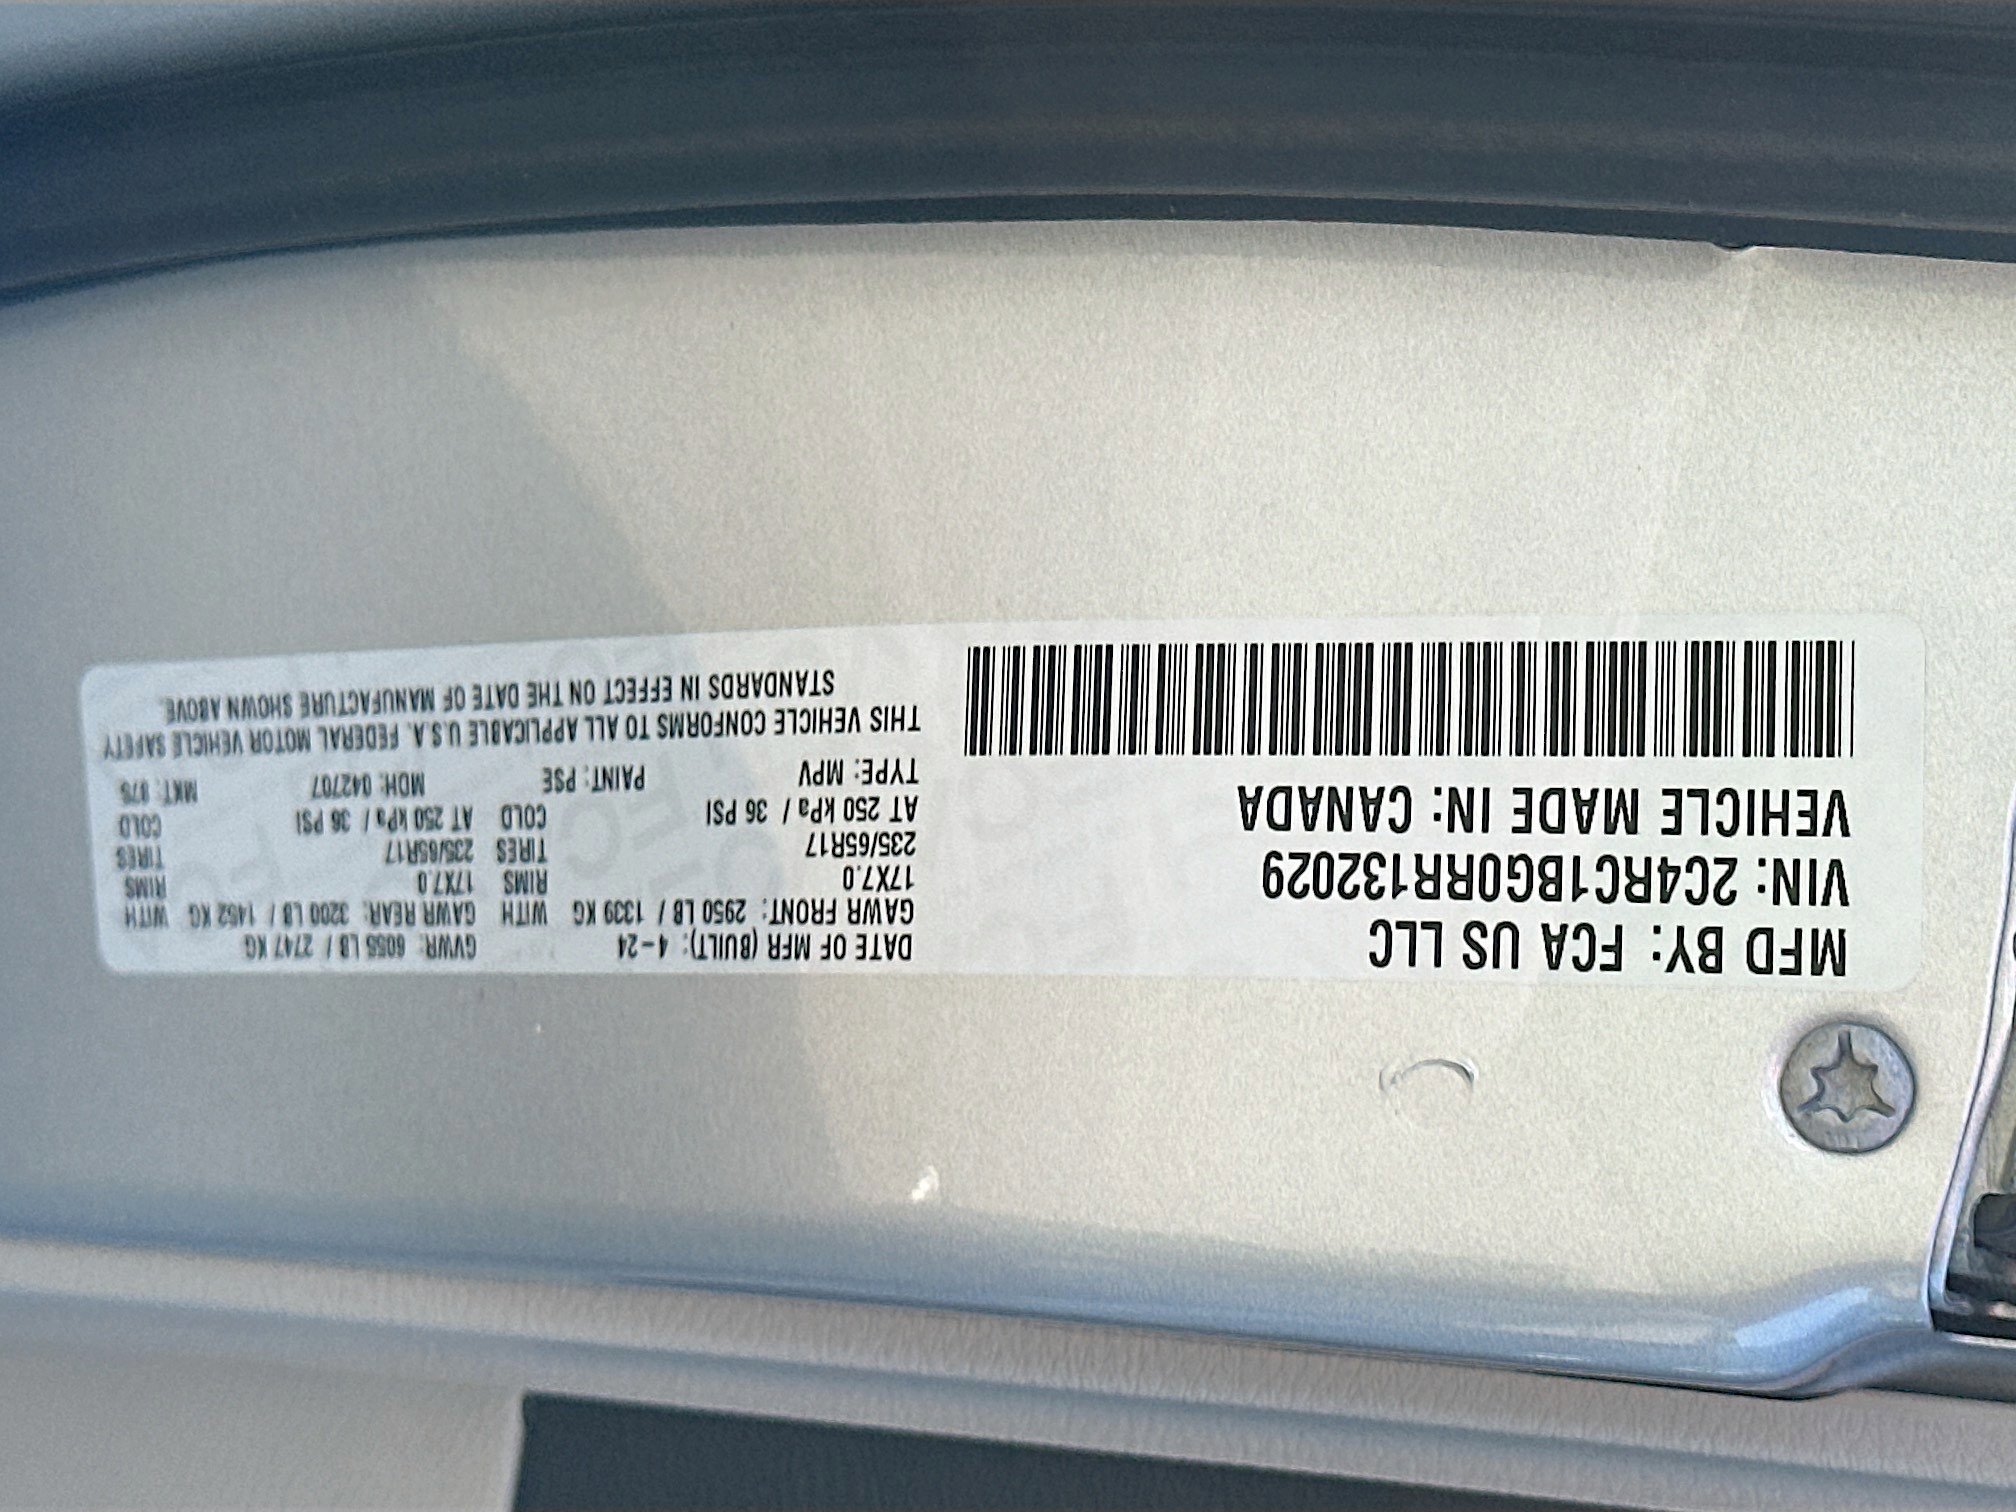 MFD BY: FCA US LLC
VIN: 2C4RC1BG0RR132029
VEHICLE MADE IN: CANADA
DATE OF MFR (BUILT): 4-24 GVWR: 6055 LB / 2747 KG
GAWR FRONT: 2950 LB / 1339 KG WITH GAWR REAR: 3200 LB / 1452 KG WITH
17X7.0 RIMS 17X7.0 RIMS
235/65R17 TIRES 235/65R17 TIRES
AT 250 kPa / 36 PSI COLD AT 250 kPa / 36 PSI COLD
TYPE: MPV PAINT: PSE MDH: 042707 MKT:
THIS VEHICLE CONFORMS TO ALL APPLICABLE U.S.A. FEDERAL MOTOR VEHICLE SAFETY
STANDARDS IN EFFECT ON THE DATE OF MANUFACTURE SHOWN ABOVE.